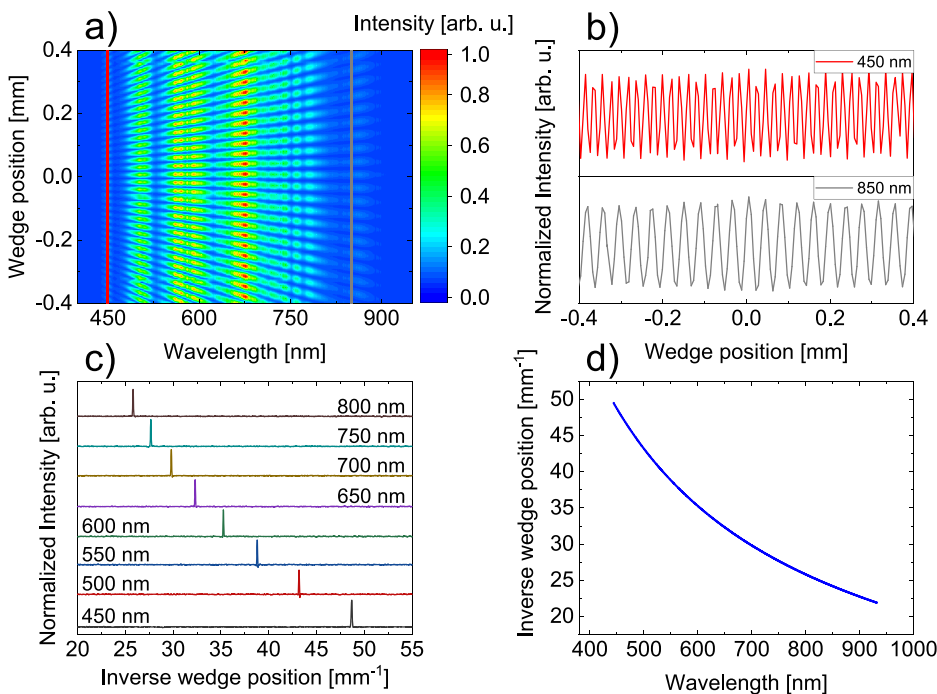 a)
Intensity [arb. u.]
Wedge position [mm]
0.4
0.2
0.0
-0.2
-0.4
450
600
750
900
Wavelength [nm]
1.0
0.8
0.6
0.4
0.2
0.0
b)
Normalized Intensity [arb. u.]
450 nm
850 nm
-0.4
-0.2
0.0
0.2
0.4
Wedge position [mm]
c)
Normalized Intensity [arb. u.]
800 nm
750 nm
700 nm
650 nm
600 nm
550 nm
500 nm
450 nm
20
25
30
35
40
45
50
55
Inverse wedge position [mm⁻¹]
d)
Inverse wedge position [mm⁻¹]
50
45
40
35
30
25
20
400
500
600
700
800
900
1000
Wavelength [nm]